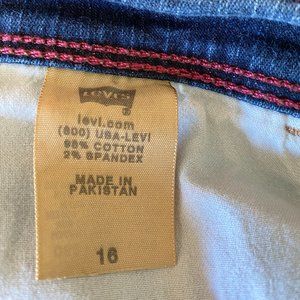 LEVI'S
®
levi.com
(800) USA-LEVI
98% COTTON
2% SPANDEX
MADE IN
PAKISTAN
16